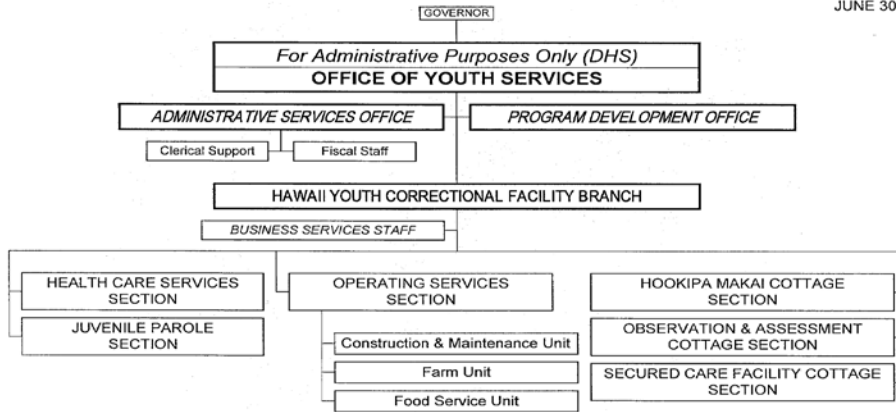 JUNE 30
GOVERNOR
For Administrative Purposes Only (DHS)
OFFICE OF YOUTH SERVICES
ADMINISTRATIVE SERVICES OFFICE
PROGRAM DEVELOPMENT OFFICE
Clerical Support
Fiscal Staff
HAWAII YOUTH CORRECTIONAL FACILITY BRANCH
BUSINESS SERVICES STAFF
HEALTH CARE SERVICES
SECTION
JUVENILE PAROLE
SECTION
OPERATING SERVICES
SECTION
Construction & Maintenance Unit
Farm Unit
Food Service Unit
HOOKIPA MAKAI COTTAGE
SECTION
OBSERVATION & ASSESSMENT
COTTAGE SECTION
SECURED CARE FACILITY COTTAGE
SECTION